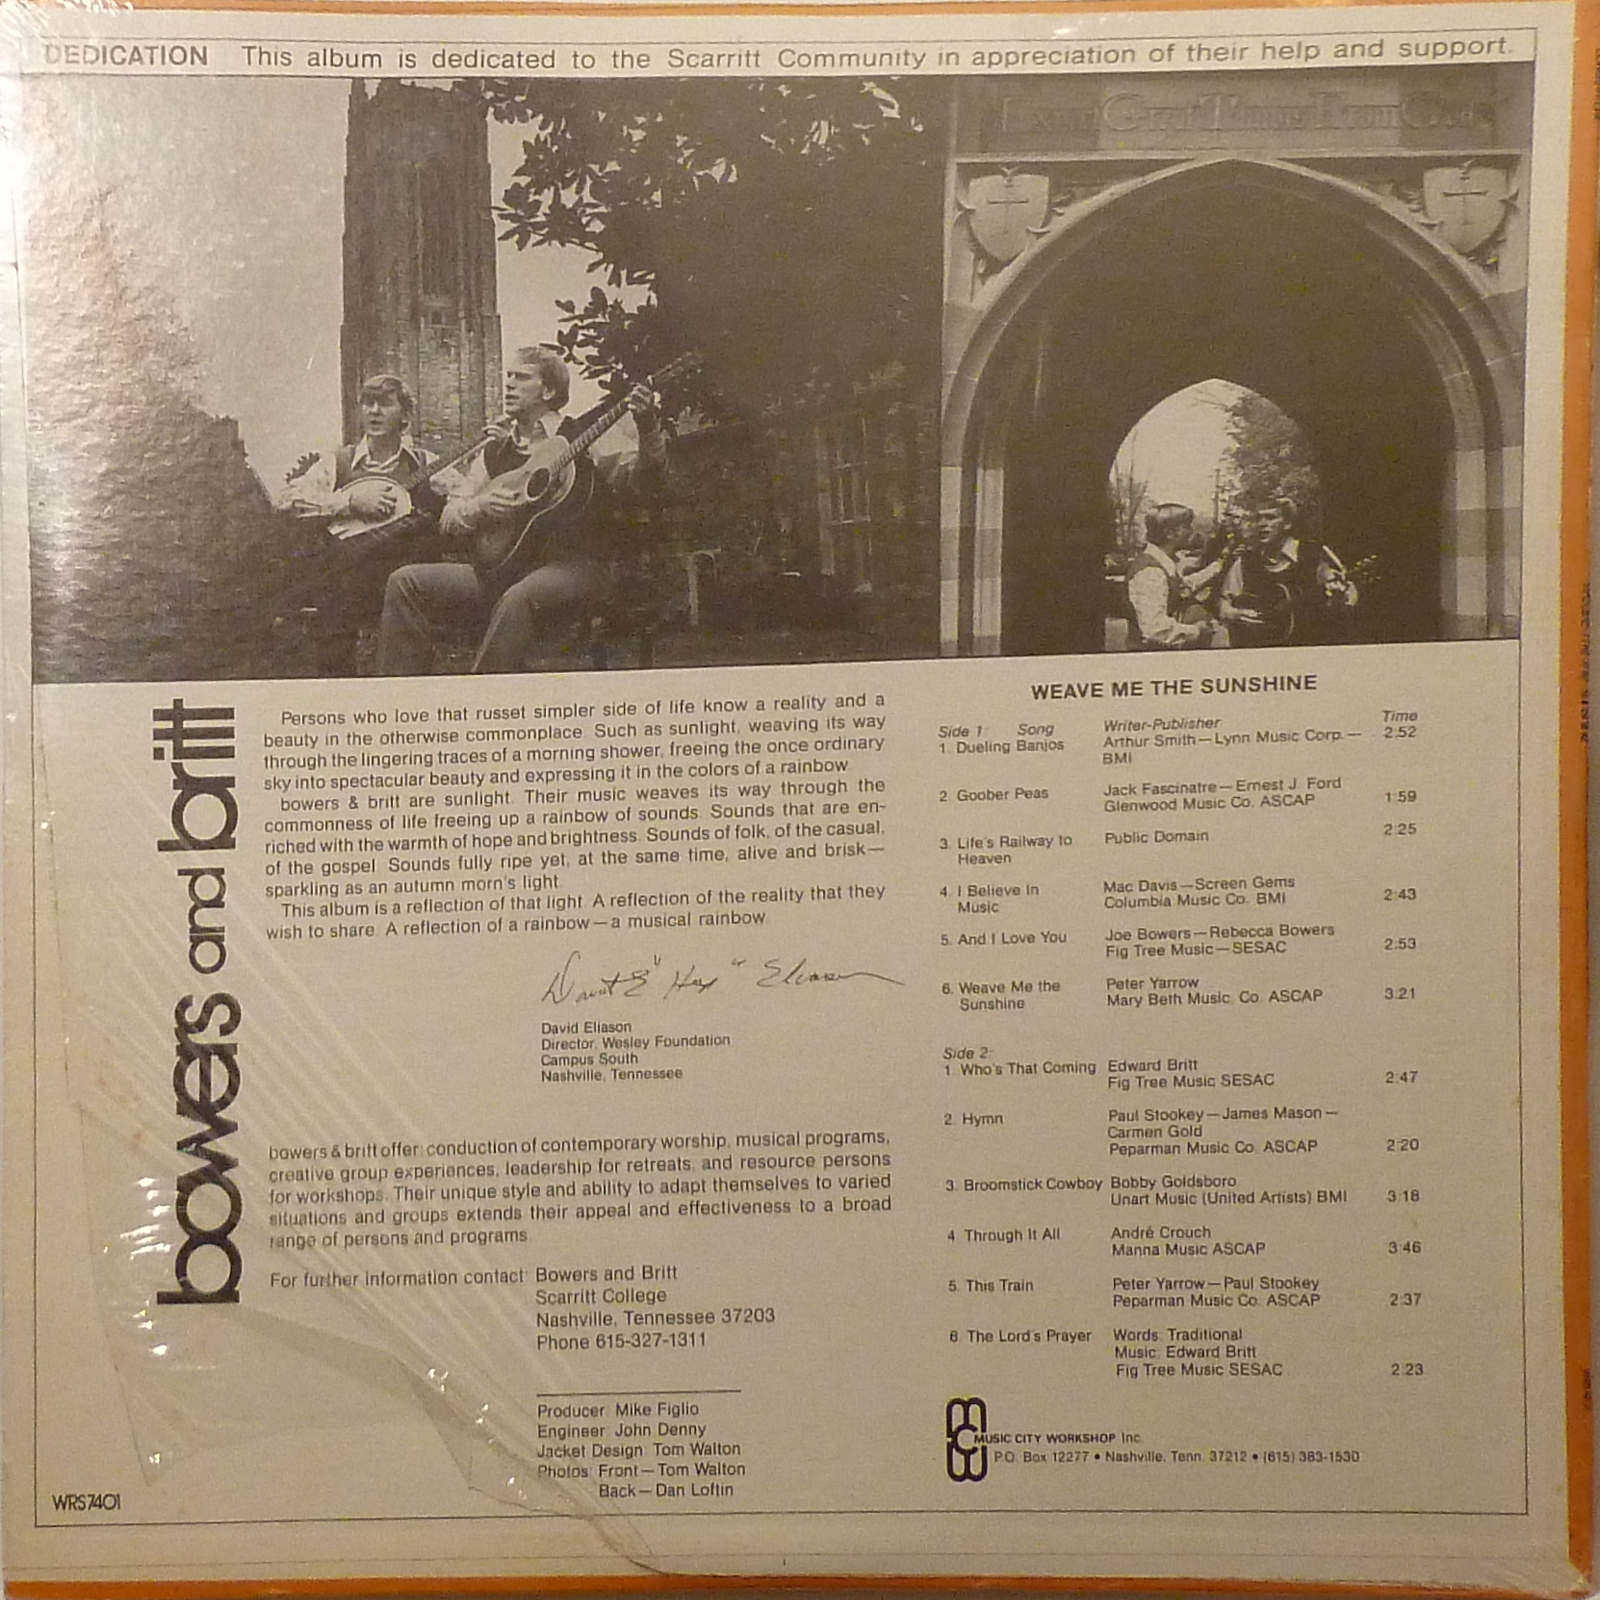 DEDICATION This album is dedicated to the Scarritt Community in appreciation of their help and support.
Expect Great Things From God
bowers and britt
Persons who love that russet simpler side of life know a reality and a
beauty in the otherwise commonplace. Such as sunlight, weaving its way
through the lingering traces of a morning shower, freeing the once ordinary
sky into spectacular beauty and expressing it in the colors of a rainbow.
bowers & britt are sunlight. Their music weaves its way through the
commonness of life freeing up a rainbow of sounds. Sounds that are en-
riched with the warmth of hope and brightness. Sounds of folk, of the casual,
of the gospel. Sounds fully ripe yet, at the same time, alive and brisk—
sparkling as an autumn morn's light.
This album is a reflection of that light. A reflection of the reality that they
wish to share. A reflection of a rainbow—a musical rainbow.
David E "Hap" Eliason
David Eliason
Director, Wesley Foundation
Campus South
Nashville, Tennessee
bowers & britt offer: conduction of contemporary worship, musical programs,
creative group experiences, leadership for retreats, and resource persons
for workshops. Their unique style and ability to adapt themselves to varied
situations and groups extends their appeal and effectiveness to a broad
range of persons and programs.
For further information contact: Bowers and Britt
Scarritt College
Nashville, Tennessee 37203
Phone 615-327-1311
Producer: Mike Figlio
Engineer: John Denny
Jacket Design: Tom Walton
Photos: Front—Tom Walton
Back—Dan Loftin
WRS7401
WEAVE ME THE SUNSHINE
Side 1: Song Writer-Publisher Time
1. Dueling Banjos Arthur Smith—Lynn Music Corp.— 2:52
BMI
2. Goober Peas Jack Fascinatre—Ernest J. Ford
Glenwood Music Co. ASCAP 1:59
3. Life's Railway to Public Domain 2:25
Heaven
4. I Believe In Mac Davis—Screen Gems
Music Columbia Music Co. BMI 2:43
5. And I Love You Joe Bowers—Rebecca Bowers
Fig Tree Music—SESAC 2:53
6. Weave Me the Peter Yarrow
Sunshine Mary Beth Music, Co. ASCAP 3:21
Side 2:
1. Who's That Coming Edward Britt
Fig Tree Music SESAC 2:47
2. Hymn Paul Stookey—James Mason—
Carmen Gold
Peparman Music Co. ASCAP 2:20
3. Broomstick Cowboy Bobby Goldsboro
Unart Music (United Artists) BMI 3:18
4 Through It All André Crouch
Manna Music ASCAP 3:46
5. This Train Peter Yarrow—Paul Stookey
Peparman Music Co. ASCAP 2:37
6. The Lord's Prayer Words: Traditional
Music: Edward Britt
Fig Tree Music SESAC 2:23
mcw MUSIC CITY WORKSHOP Inc.
P.O. Box 12277 • Nashville, Tenn. 37212 • (615) 383-1530